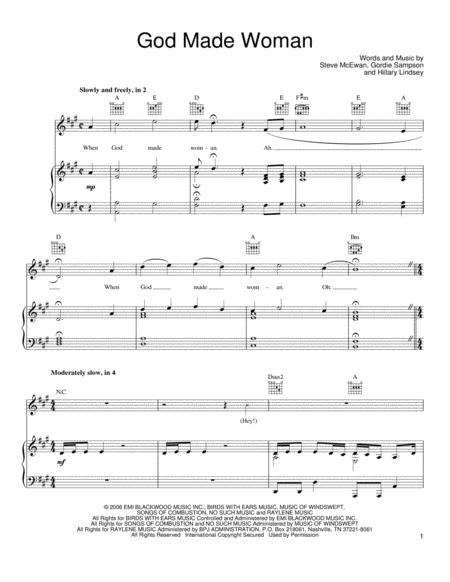 God Made Woman
Words and Music by
Steve McEwan, Gordie Sampson
and Hillary Lindsey
Slowly and freely, in 2
A E D E F#m E A
When God made wom - an. Ah.
mp
D A Bm
When God made wom - an. Oh.
Moderately slow, in 4
N.C. Dsus2 A
(Hey!)
mf
© 2006 EMI BLACKWOOD MUSIC INC., BIRDS WITH EARS MUSIC, MUSIC OF WINDSWEPT,
SONGS OF COMBUSTION, NO SUCH MUSIC and RAYLENE MUSIC
All Rights for BIRDS WITH EARS MUSIC Controlled and Administered by EMI BLACKWOOD MUSIC INC.
All Rights for SONGS OF COMBUSTION and NO SUCH MUSIC Administered by MUSIC OF WINDSWEPT
All Rights for RAYLENE MUSIC Administered by BPJ ADMINISTRATION, P.O. Box 218061, Nashville, TN 37221-8061
All Rights Reserved International Copyright Secured Used by Permission
1